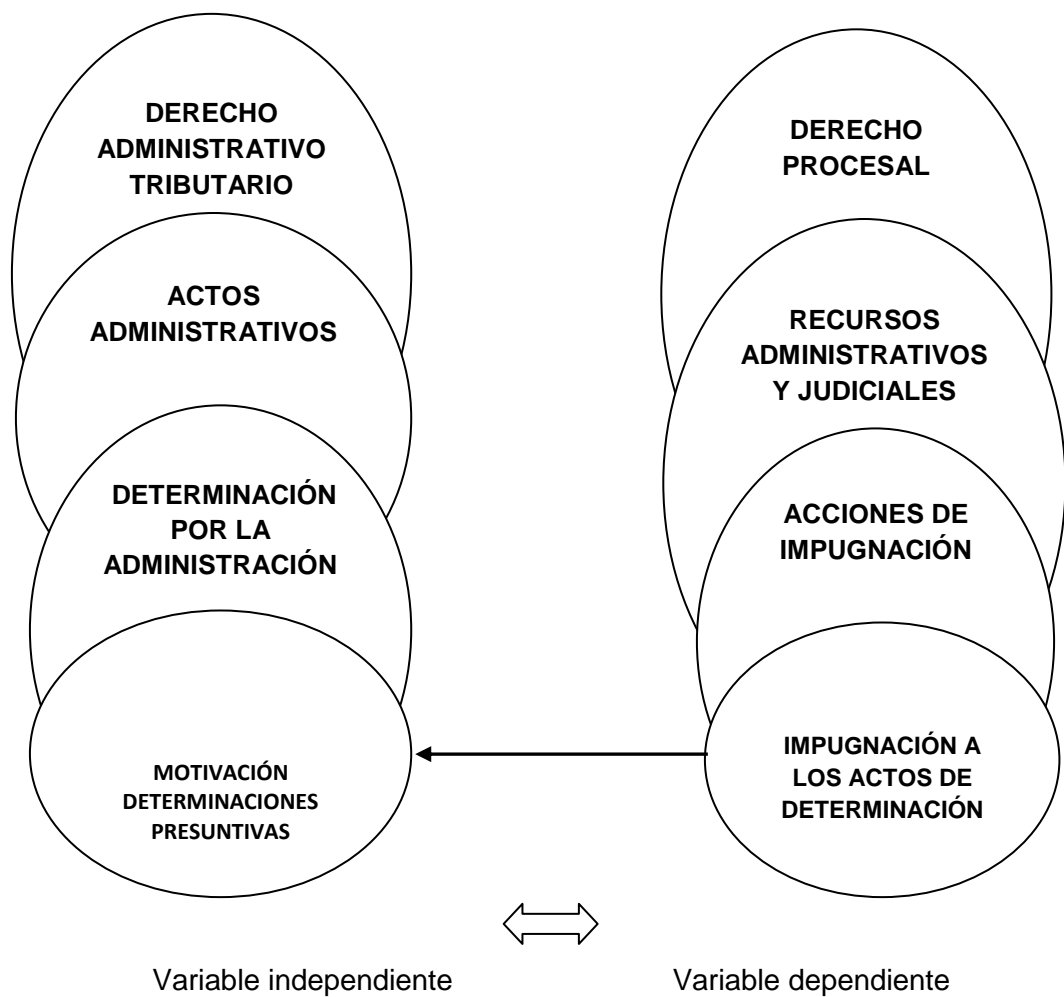 DERECHO
ADMINISTRATIVO
TRIBUTARIO
ACTOS
ADMINISTRATIVOS
DETERMINACIÓN
POR LA
ADMINISTRACIÓN
MOTIVACIÓN
DETERMINACIONES
PRESUNTIVAS
DERECHO
PROCESAL
RECURSOS
ADMINISTRATIVOS
Y JUDICIALES
ACCIONES DE
IMPUGNACIÓN
IMPUGNACIÓN A
LOS ACTOS DE
DETERMINACIÓN
Variable independiente
Variable dependiente